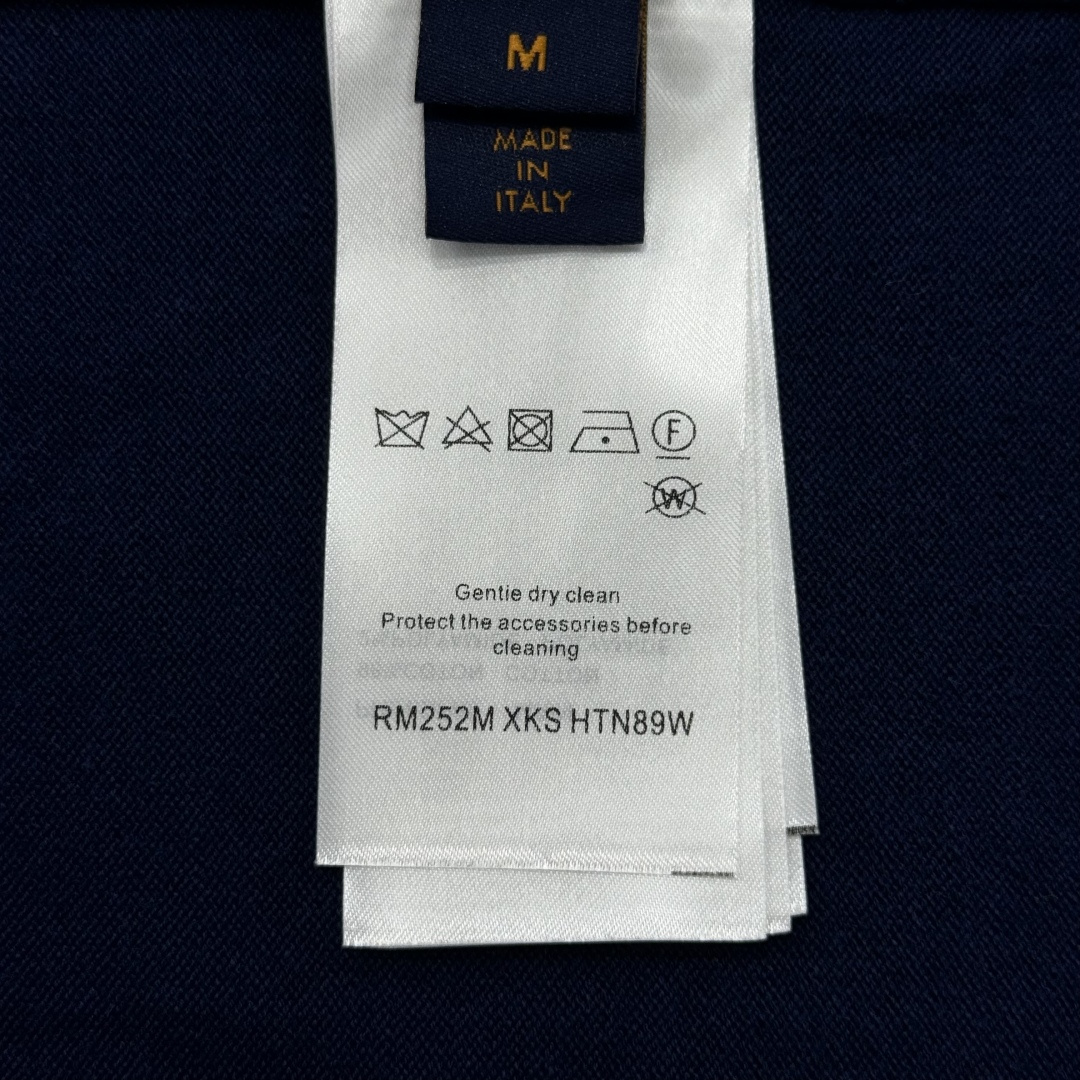 M
MADE
IN
ITALY
F
W
Gentie dry clean
Protect the accessories before
cleaning
RM252M XKS HTN89W